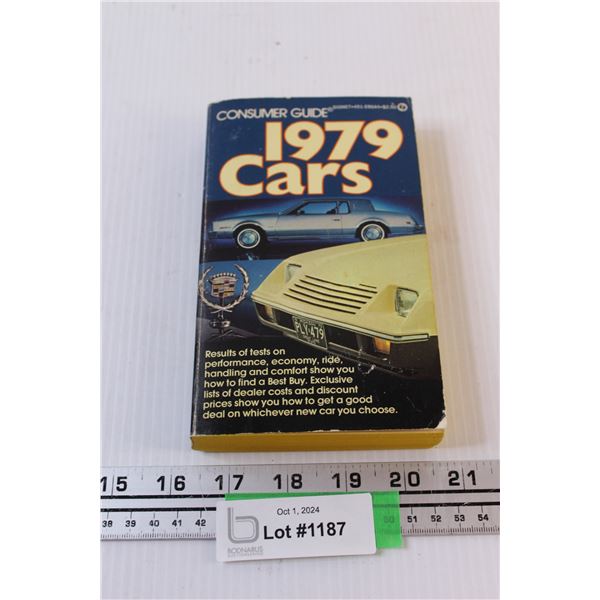 CONSUMER GUIDE®
1979
Cars
PLY·479
Results of tests on
performance, economy, ride,
handling and comfort show you
how to find a Best Buy. Exclusive
lists of dealer costs and discount
prices show you how to get a good
deal on whichever new car you choose.
15 16 17 18 19 20 21
38 39 40 41 42 50 51 52 53 54
Oct 1, 2024
Lot #1187
BODNARUS
AUCTIONEERING